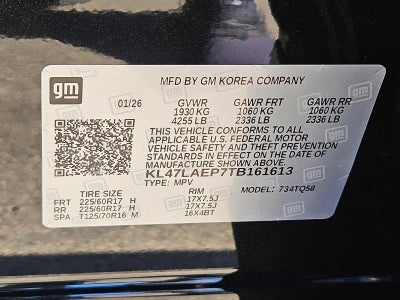 gm
MFD BY GM KOREA COMPANY
01/26 GVWR GAWR FRT GAWR RR
1930 KG 1060 KG 1060 KG
4255 LB 2336 LB 2336 LB
THIS VEHICLE CONFORMS TO ALL
APPLICABLE U.S. FEDERAL MOTOR
VEHICLE SAFETY AND THEFT PREVENTION
STANDARDS IN EFFECT ON THE DATE OF
MANUFACTURE SHOWN ABOVE.
KL47LAEP7TB161613
TYPE: MPV MODEL: 734TQ58
TIRE SIZE RIM
FRT 225/60R17 H 17X7.5J
RR 225/60R17 H 17X7.5J
SPA T125/70R16 M 16X4BT